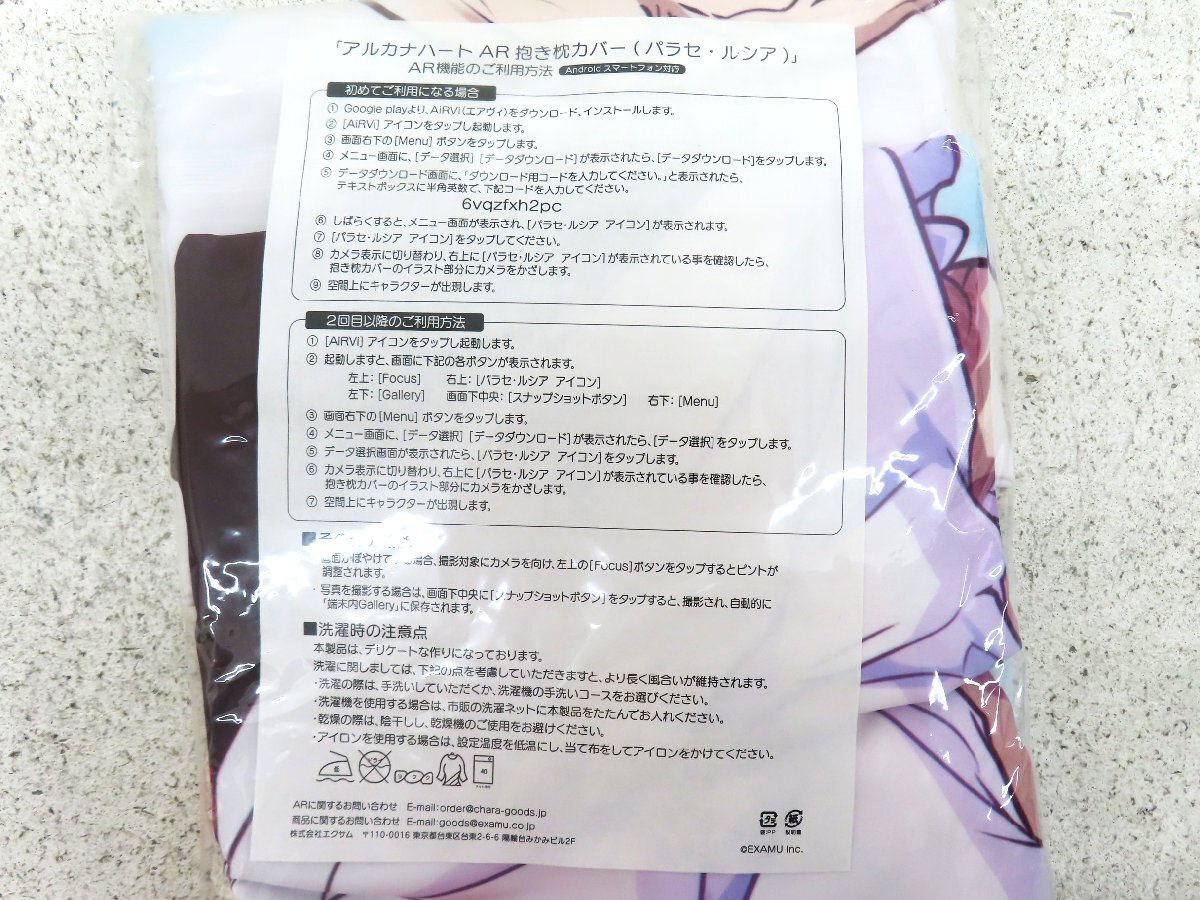 「アルカナハート AR 抱き枕カバー ( パラセ・ルシア )」
AR機能のご利用方法 Android スマートフォン対応
初めてご利用になる場合
① Google playより、AiRVi(エアヴィ)をダウンロード、インストールします。
② [AiRVi] アイコンをタップし起動します。
③ 画面右下の[Menu] ボタンをタップします。
④ メニュー画面に、[データ選択] [データダウンロード]が表示されたら、[データダウンロード]をタップします。
⑤ データダウンロード画面に、「ダウンロード用コードを入力してください。」と表示されたら、
テキストボックスに半角英数で、下記コードを入力してください。
6vqzfxh2pc
⑥ しばらくすると、メニュー画面が表示され、[パラセ・ルシア アイコン]が表示されます。
⑦ [パラセ・ルシア アイコン]をタップしてください。
⑧ カメラ表示に切り替わり、右上に[パラセ・ルシア アイコン]が表示されている事を確認したら、
抱き枕カバーのイラスト部分にカメラをかざします。
⑨ 空間上にキャラクターが出現します。
2回目以降のご利用方法
① [AiRVi] アイコンをタップし起動します。
② 起動しますと、画面に下記の各ボタンが表示されます。
左上: [Focus] 右上: [パラセ・ルシア アイコン]
左下: [Gallery] 画面下中央: [スナップショットボタン] 右下: [Menu]
③ 画面右下の[Menu] ボタンをタップします。
④ メニュー画面に、[データ選択] [データダウンロード]が表示されたら、[データ選択]をタップします。
⑤ データ選択画面が表示されたら、[パラセ・ルシア アイコン]をタップします。
⑥ カメラ表示に切り替わり、右上に[パラセ・ルシア アイコン]が表示されている事を確認したら、
抱き枕カバーのイラスト部分にカメラをかざします。
⑦ 空間上にキャラクターが出現します。
画面がぼやけて 場合、撮影対象にカメラを向け、左上の[Focus]ボタンをタップするとピントが
調整されます。
・写真を撮影する場合は、画面下中央に[スナップショットボタン]をタップすると、撮影され、自動的に
「端末内Gallery」に保存されます。
■洗濯時の注意点
本製品は、デリケートな作りになっております。
洗濯に関しましては、下記の点を考慮していただきますと、より長く風合いが維持されます。
・洗濯の際は、手洗いしていただくか、洗濯機の手洗いコースをお選びください。
・洗濯機を使用する場合は、市販の洗濯ネットに本製品をたたんでお入れください。
・乾燥の際は、陰干しし、乾燥機のご使用をお避けください。
・アイロンを使用する場合は、設定温度を低温にし、当て布をしてアイロンをかけてください。
40
ARに関するお問い合わせ E-mail:order@chara-goods.jp
商品に関するお問い合わせ E-mail:goods@examu.co.jp
株式会社エクサム 〒110-0016 東京都台東区台東2-6-6 陽輪台みかみビル2F
袋:PP 説明書
©EXAMU Inc.